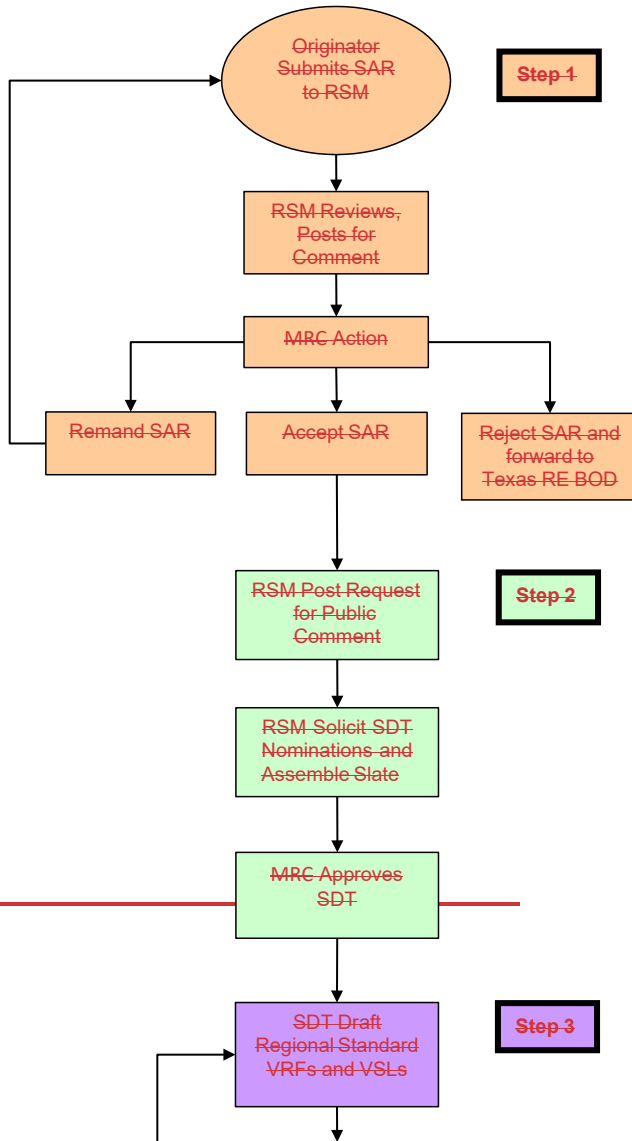 Originator
Submits SAR
to RSM
Step 1
RSM Reviews,
Posts for
Comment
MRC Action
Remand SAR
Accept SAR
Reject SAR and
forward to
Texas RE BOD
RSM Post Request
for Public
Comment
Step 2
RSM Solicit SDT
Nominations and
Assemble Slate
MRC Approves
SDT
SDT Draft
Regional Standard
VRFs and VSLs
Step 3